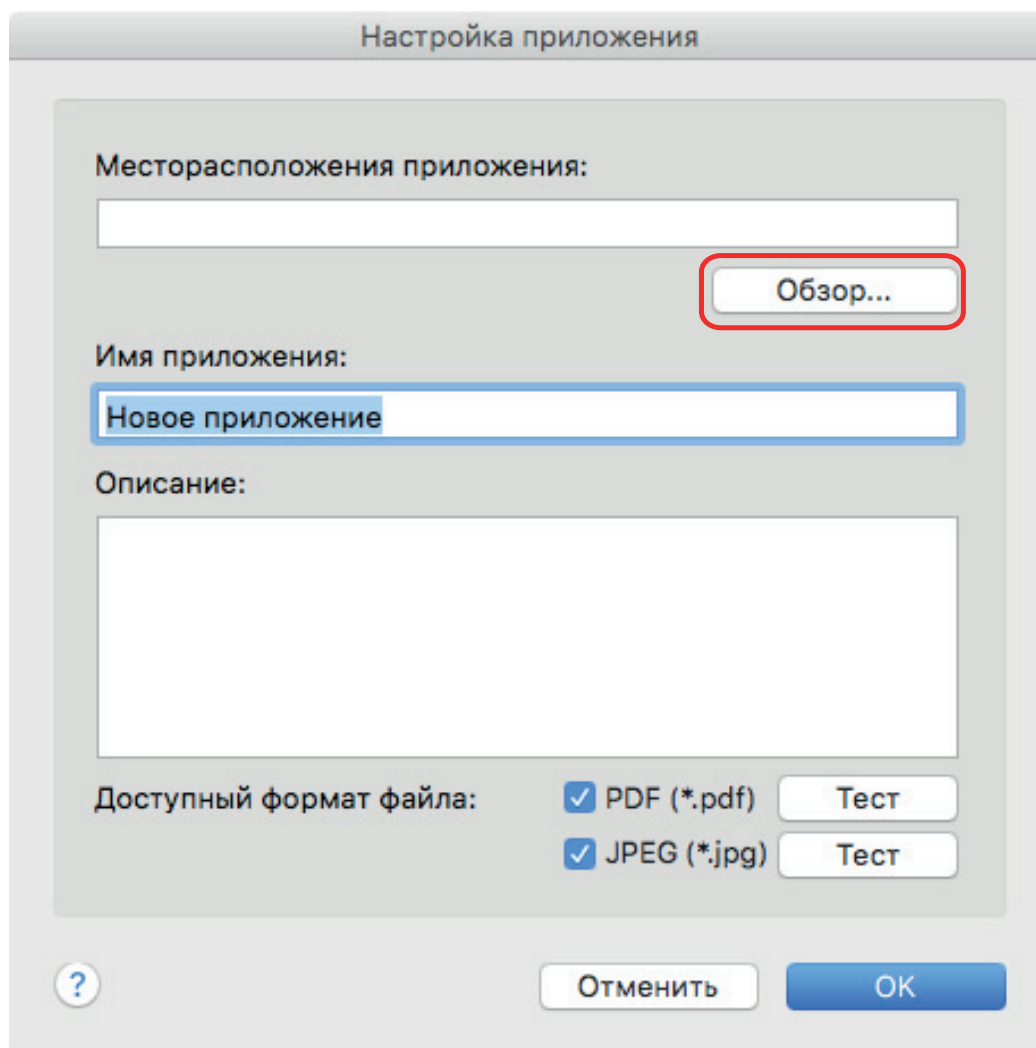 Настройка приложения
Месторасположения приложения:
Обзор...
Имя приложения:
Новое приложение
Описание:
Доступный формат файла:
PDF (*.pdf)
Тест
JPEG (*.jpg)
Тест
?
Отменить
OK